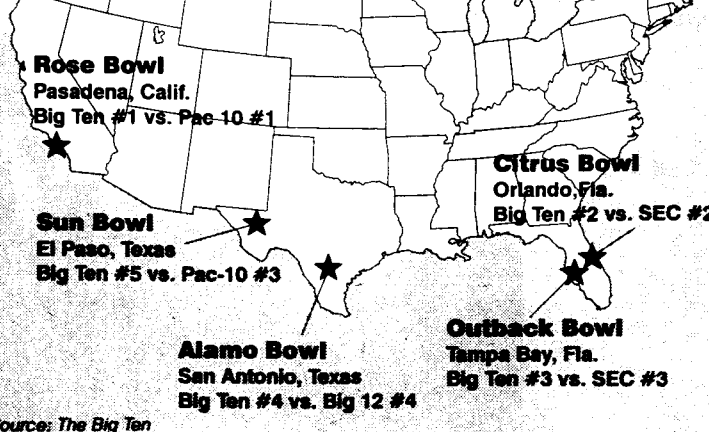 Rose Bowl
Pasadena, Calif.
Big Ten #1 vs. Pac-10 #1
Citrus Bowl
Orlando, Fla.
Big Ten #2 vs. SEC #2
Sun Bowl
El Paso, Texas
Big Ten #5 vs. Pac-10 #3
Outback Bowl
Tampa Bay, Fla.
Big Ten #3 vs. SEC #3
Alamo Bowl
San Antonio, Texas
Big Ten #4 vs. Big 12 #4
ource: The Big Ten